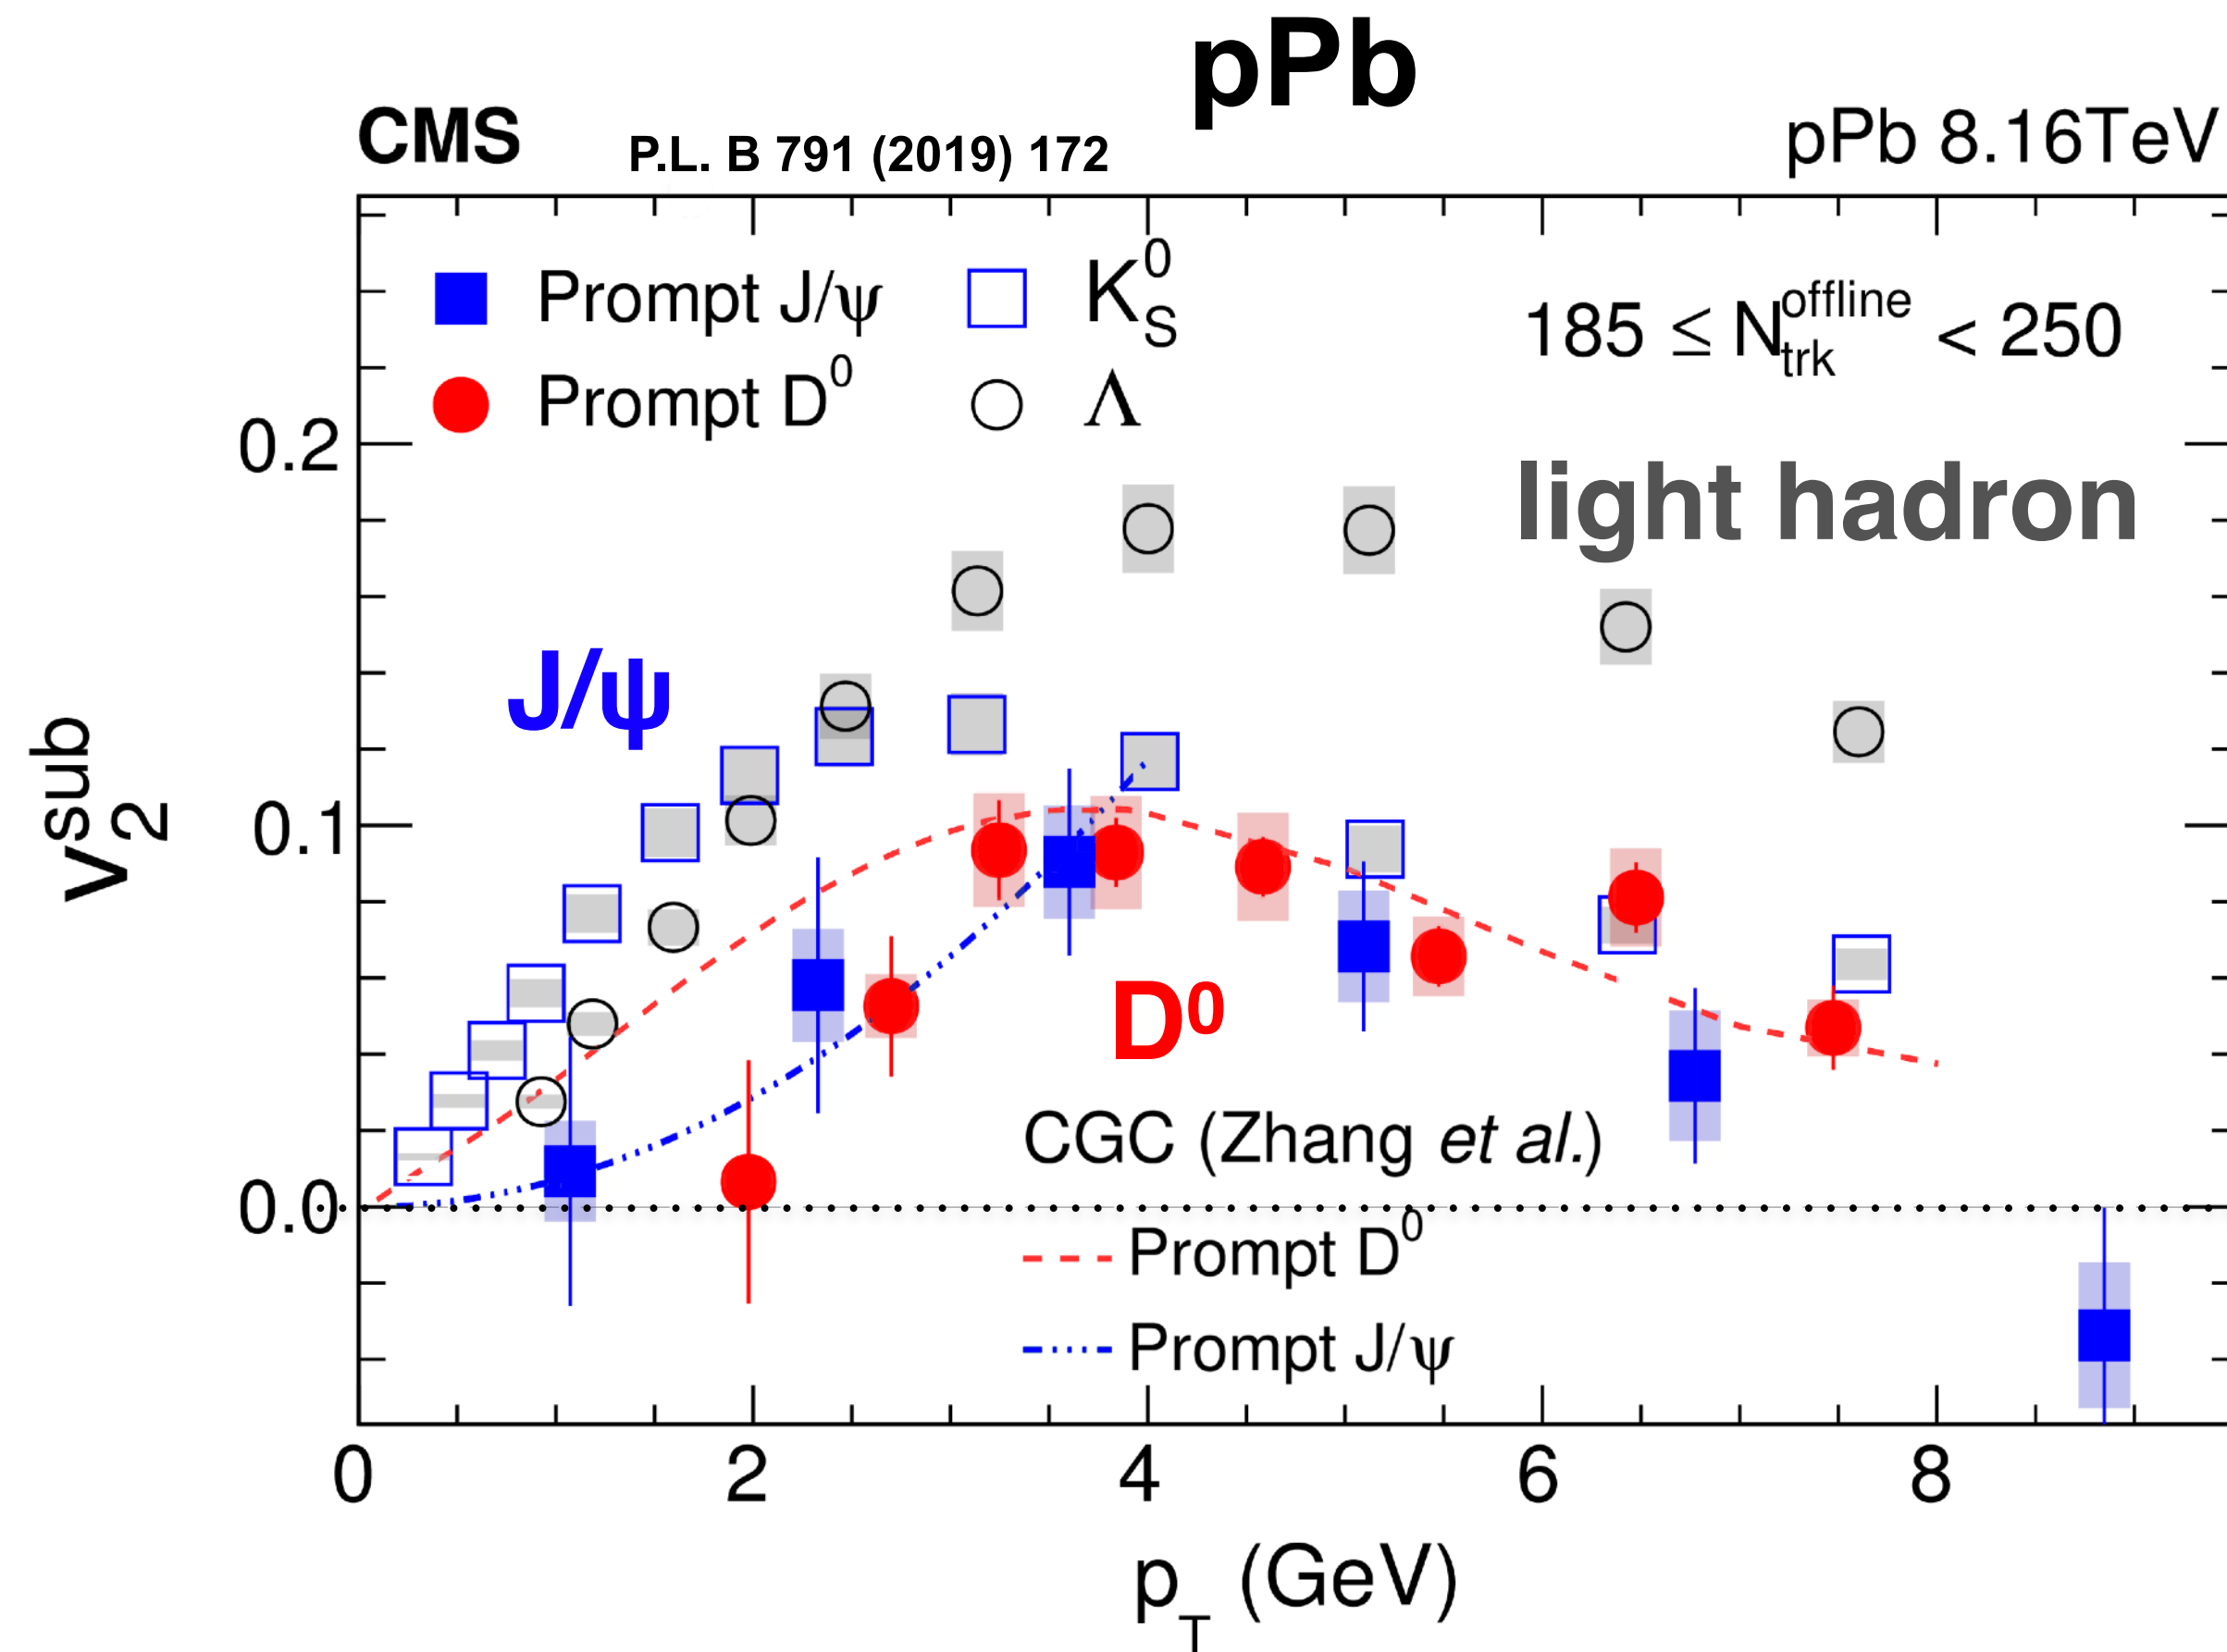 pPb
CMS P.L. B 791 (2019) 172 pPb 8.16TeV
Prompt J/ψ K⁰_S
185 ≤ N^offline_trk < 250
Prompt D⁰ Λ
0.2
light hadron
J/ψ
v₂^sub
0.1
D⁰
CGC (Zhang et al.)
0.0
Prompt D⁰
Prompt J/ψ
0 2 4 6 8
p_T (GeV)